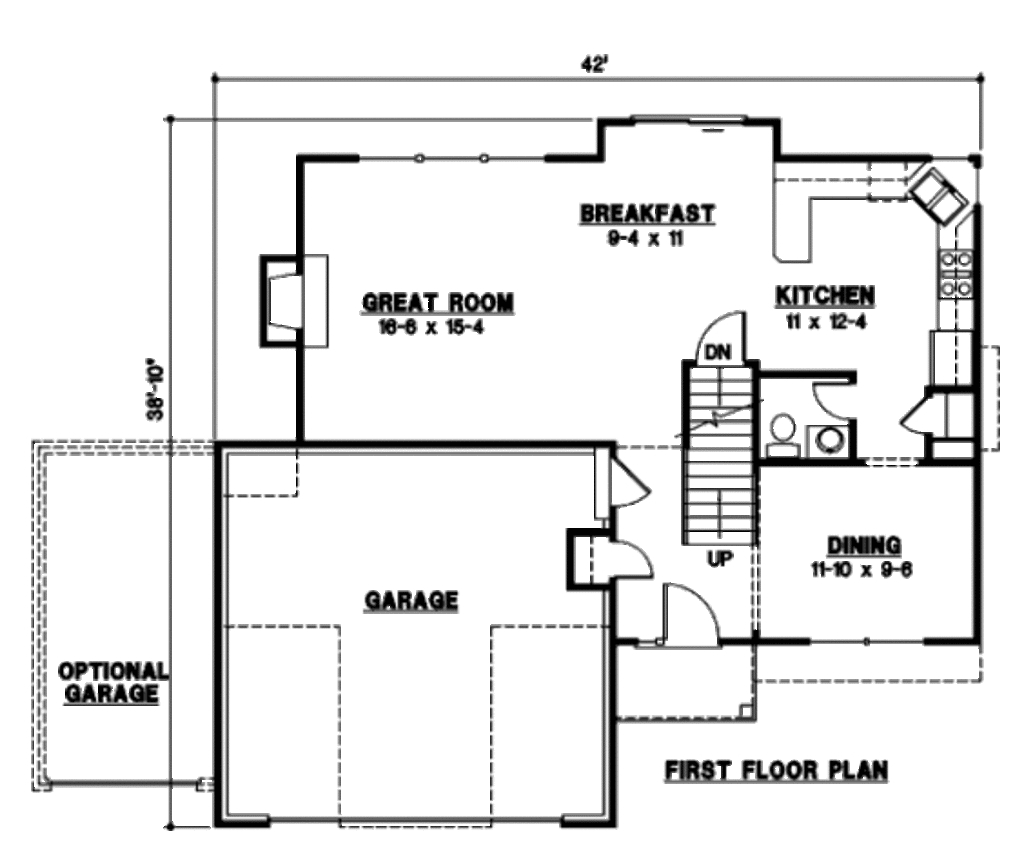 42'
BREAKFAST
9-4 x 11
GREAT ROOM
16-6 x 15-4
KITCHEN
11 x 12-4
DN
38'-10"
UP
DINING
11-10 x 9-6
GARAGE
OPTIONAL
GARAGE
FIRST FLOOR PLAN